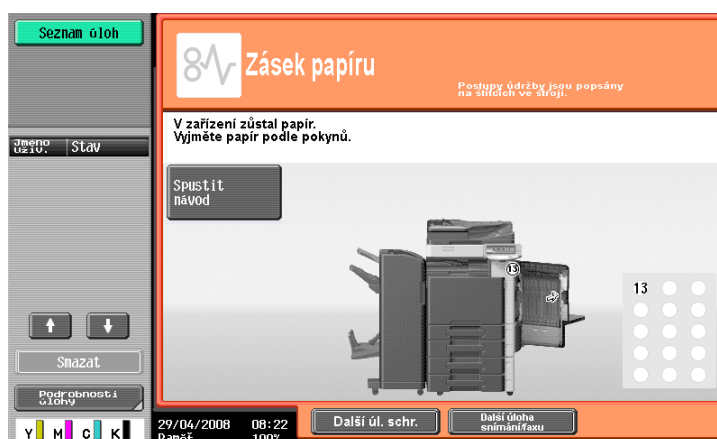 Seznam úloh
Zásek papíru
Postupy údržby jsou popsány
na štítcích ve stroji.
V zařízení zůstal papír.
Vyjměte papír podle pokynů.
Jméno
uživ.
Stav
Spustit
návod
13
13
Smazat
Podrobnosti
úlohy
Y M C K
29/04/2008 08:22
Paměť 100%
Další úl. schr.
Další úloha
snímání/faxu